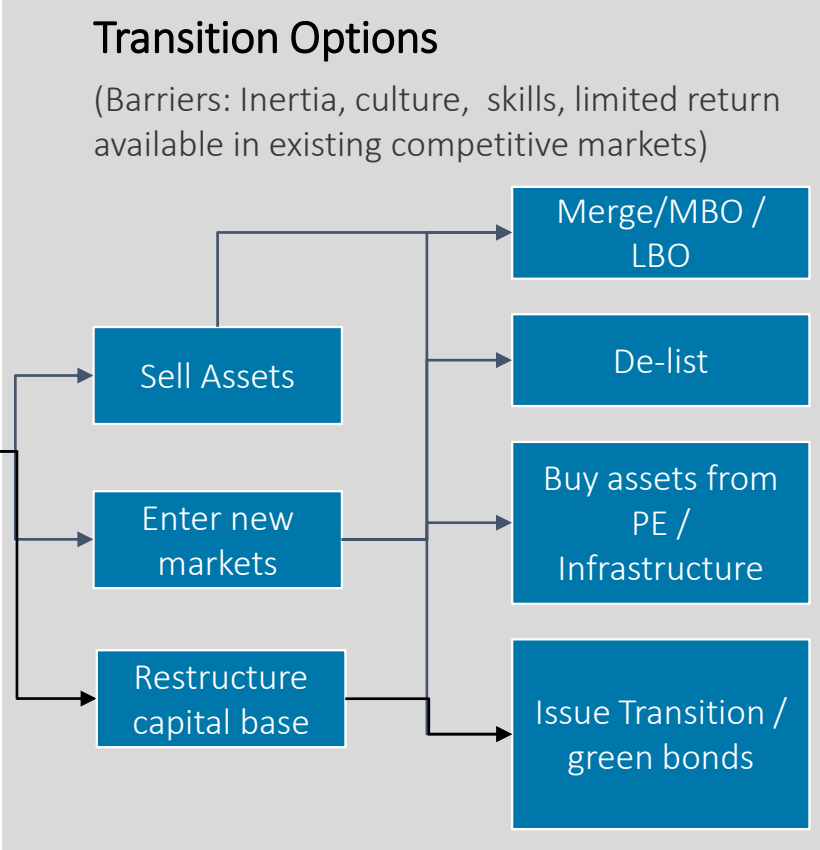 Transition Options
(Barriers: Inertia, culture,  skills, limited return
available in existing competitive markets)
Merge/MBO /
LBO
Sell Assets
De-list
Enter new
markets
Buy assets from
PE /
Infrastructure
Restructure
capital base
Issue Transition /
green bonds